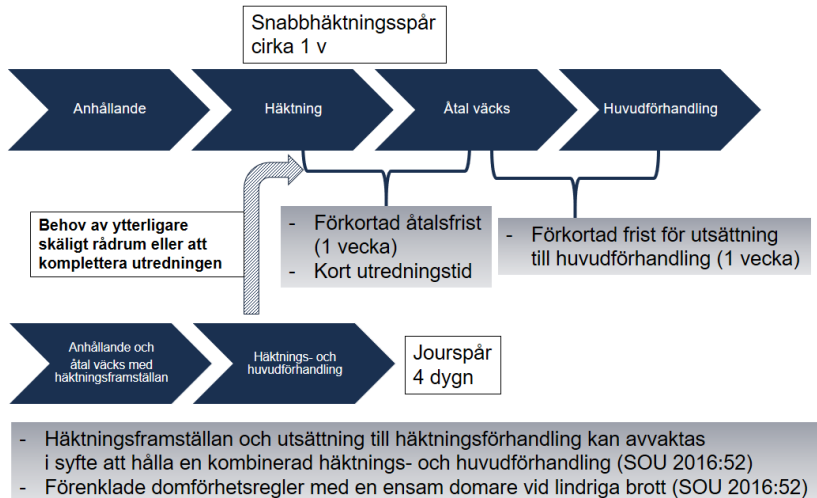 Snabbhäktningsspår
cirka 1 v
Anhållande
Häktning
Åtal väcks
Huvudförhandling
Behov av ytterligare
skäligt rådrum eller att
komplettera utredningen
- Förkortad åtalsfrist
(1 vecka)
- Kort utredningstid
- Förkortad frist för utsättning
till huvudförhandling (1 vecka)
Anhållande och
åtal väcks med
häktningsframställan
Häktnings- och
huvudförhandling
Jourspår
4 dygn
- Häktningsframställan och utsättning till häktningsförhandling kan avvaktas
i syfte att hålla en kombinerad häktnings- och huvudförhandling (SOU 2016:52)
- Förenklade domförhetsregler med en ensam domare vid lindriga brott (SOU 2016:52)